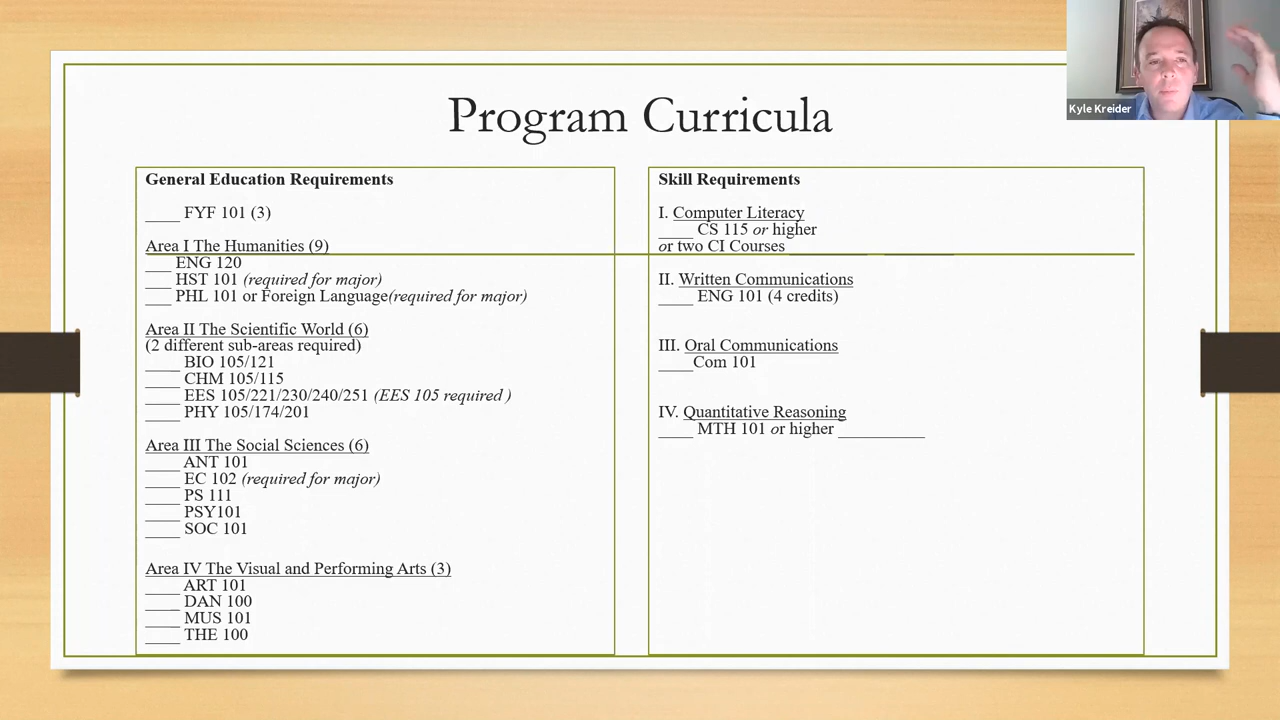 Program Curricula
Kyle Kreider
General Education Requirements
____ FYF 101 (3)
Area I The Humanities (9)
___ ENG 120
___ HST 101 (required for major)
___ PHL 101 or Foreign Language(required for major)
Area II The Scientific World (6)
(2 different sub-areas required)
____ BIO 105/121
____ CHM 105/115
____ EES 105/221/230/240/251 (EES 105 required )
____ PHY 105/174/201
Area III The Social Sciences (6)
____ ANT 101
____ EC 102 (required for major)
____ PS 111
____ PSY101
____ SOC 101
Area IV The Visual and Performing Arts (3)
____ ART 101
____ DAN 100
____ MUS 101
____ THE 100
Skill Requirements
I. Computer Literacy
____ CS 115 or higher
or two CI Courses
II. Written Communications
____ ENG 101 (4 credits)
III. Oral Communications
____Com 101
IV. Quantitative Reasoning
____ MTH 101 or higher __________